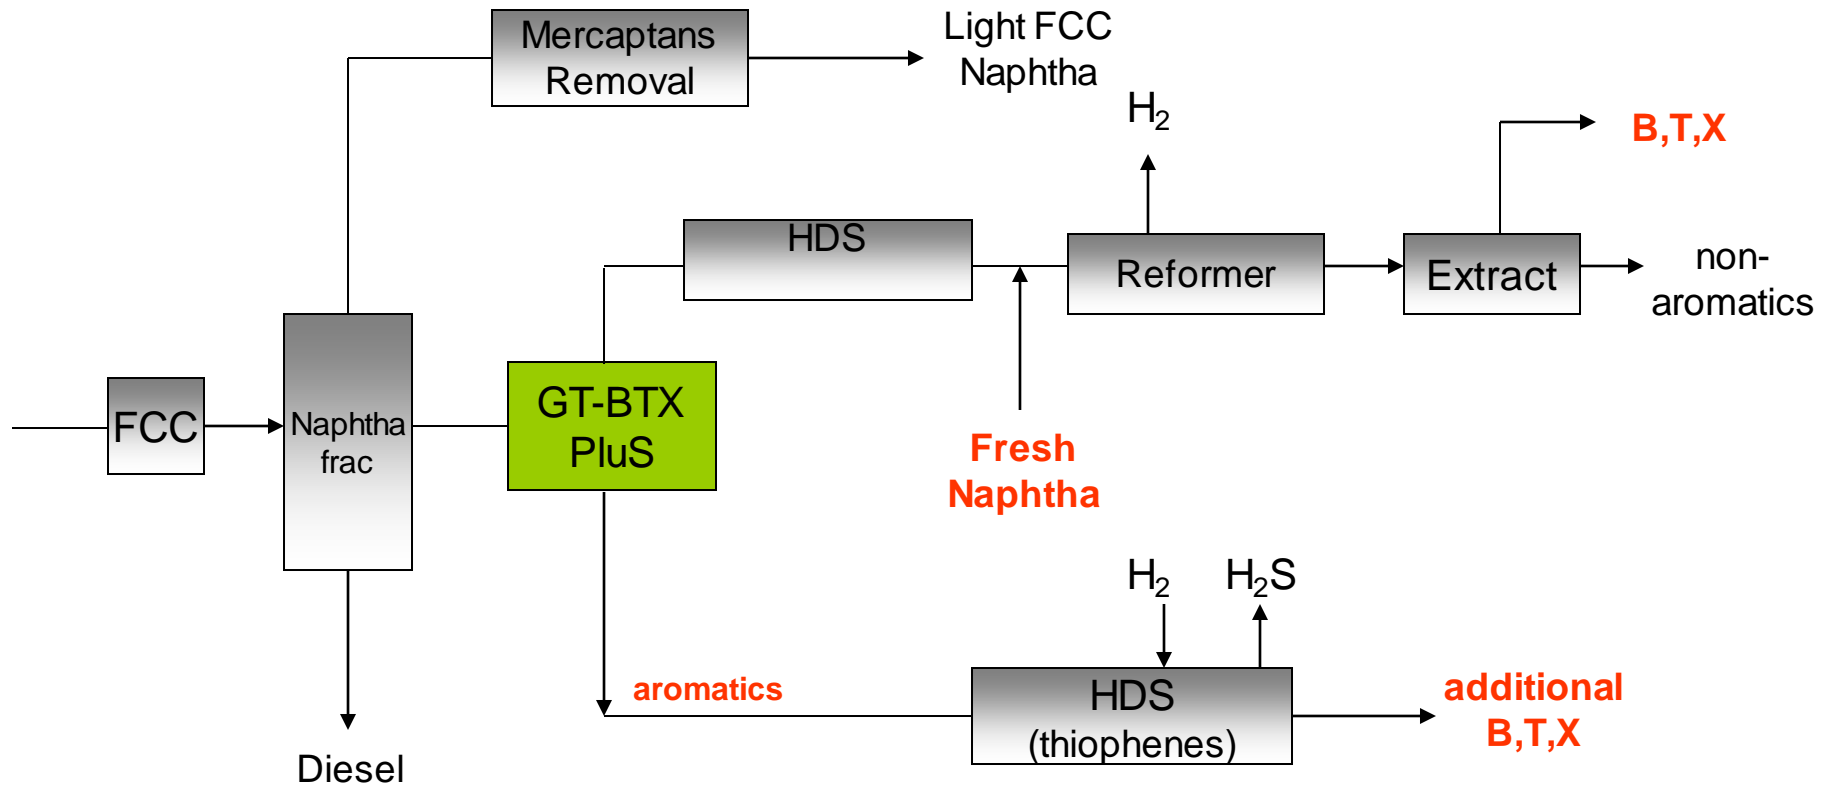 Mercaptans
Removal
Light FCC
Naphtha
H₂
B,T,X
HDS
Reformer
Extract
non-
aromatics
FCC
Naphtha
frac
GT-BTX
PluS
Fresh
Naphtha
H₂
H₂S
aromatics
HDS
(thiophenes)
additional
B,T,X
Diesel